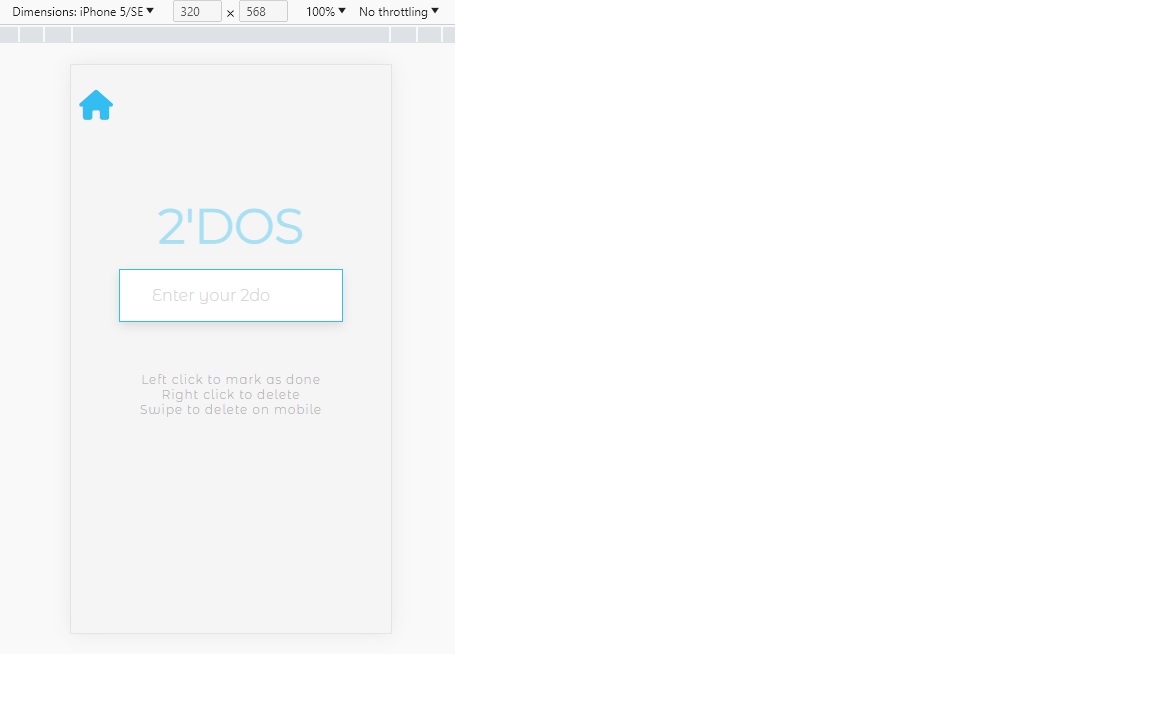 Dimensions: iPhone 5/SE 320 × 568 100% No throttling
2'DOS
Enter your 2do
Left click to mark as done
Right click to delete
Swipe to delete on mobile